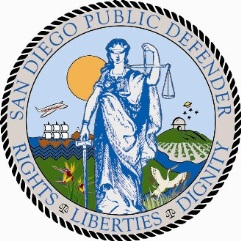 SAN DIEGO PUBLIC DEFENDER
RIGHTS LIBERTIES DIGNITY